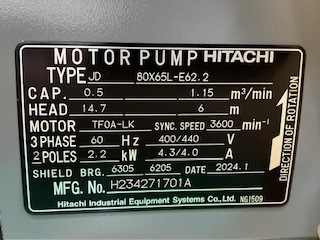 MOTOR PUMP HITACHI
TYPE JD 80X65L-E62.2
CAP. 0.5 1.15 m³/min
HEAD 14.7 6 m
MOTOR TFOA-LK SYNC. SPEED 3600 min⁻¹
3 PHASE 60 Hz 400/440 V
2 POLES 2.2 kW 4.3/4.0 A
SHIELD BRG. 6305 6205 DATE 2024.1
MFG. No. H234271701A
Hitachi Industrial Equipment Systems Co., Ltd. NG1509
DIRECTION OF ROTATION